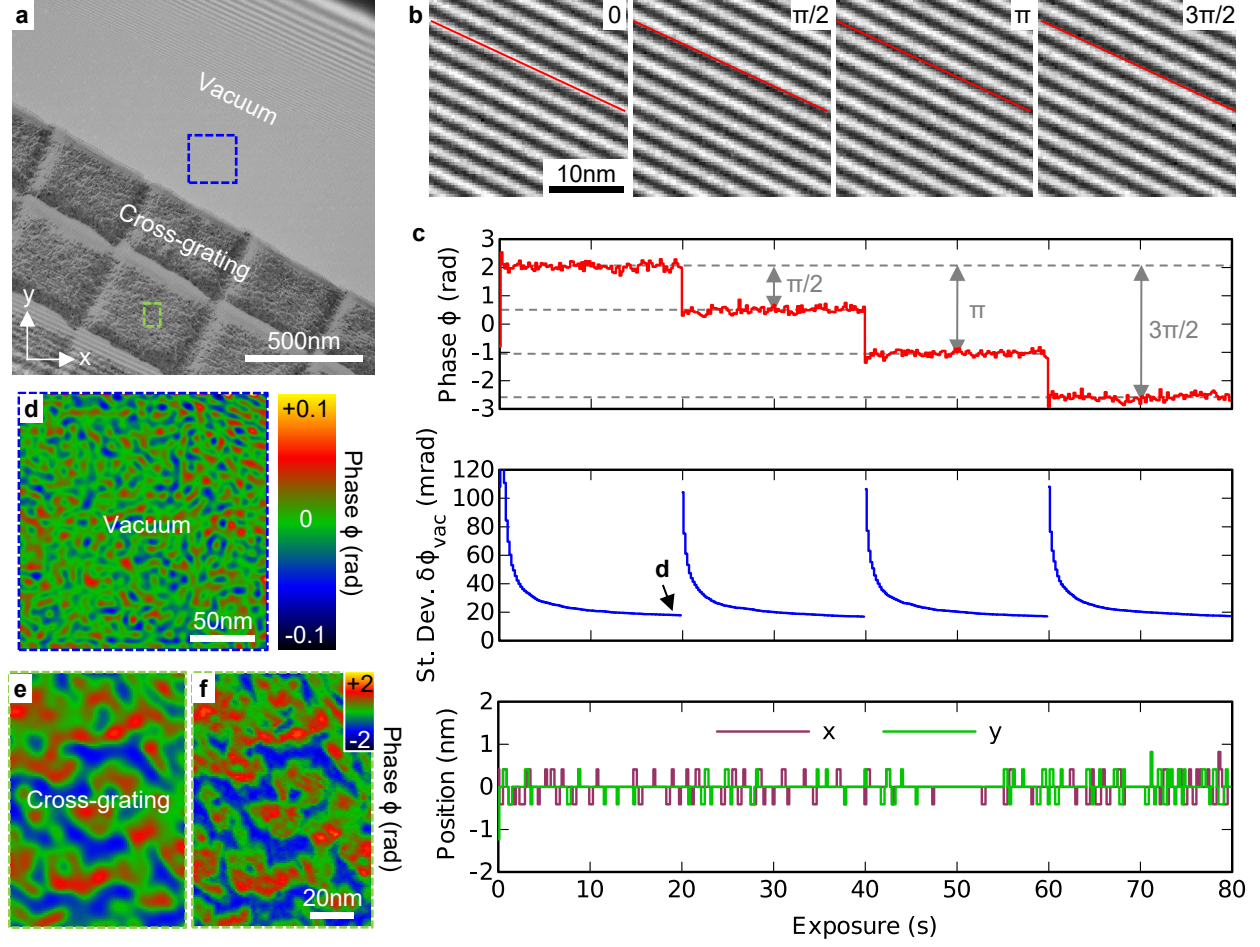 a
Vacuum
Cross-grating
y
x
500nm
b
0
π/2
π
3π/2
10nm
c
3
2
1
0
-1
-2
-3
Phase ϕ (rad)
π/2
π
3π/2
120
100
80
60
40
20
0
St. Dev. δϕvac (mrad)
d
2
1
0
-1
-2
Position (nm)
x
y
0
10
20
30
40
50
60
70
80
Exposure (s)
d
Vacuum
50nm
+0.1
0
-0.1
Phase ϕ (rad)
e
Cross-grating
f
20nm
+2
-2
Phase ϕ (rad)